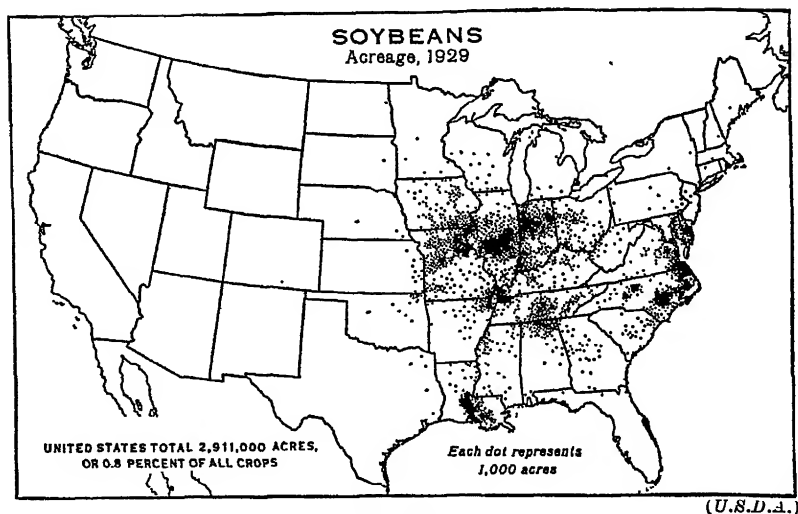 SOYBEANS
Acreage, 1929
UNITED STATES TOTAL 2,911,000 ACRES,
OR 0.8 PERCENT OF ALL CROPS
Each dot represents
1,000 acres
(U.S.D.A.)